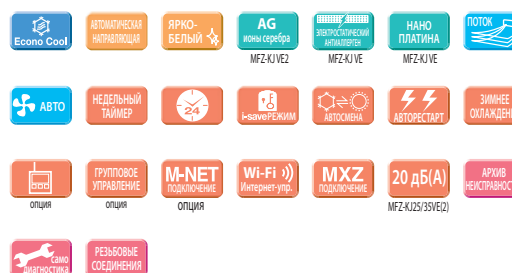 Econo Cool
АВТОМАТИЧЕСКАЯ
НАПРАВЛЯЮЩАЯ
ЯРКО-
БЕЛЫЙ
AG
ионы серебра
MFZ-KJ VE2
ЭЛЕКТРОСТАТИЧЕСКИЙ
АНТИАЛЛЕРГЕН
MFZ-KJ VE
НАНО
ПЛАТИНА
MFZ-KJ VE
ПОТОК
АВТО
НЕДЕЛЬНЫЙ
ТАЙМЕР
24
i-saveРЕЖИМ
АВТОСМЕНА
АВТОРЕСТАРТ
ЗИМНЕЕ
ОХЛАЖДЕНИ
опция
ГРУППОВОЕ
УПРАВЛЕНИЕ
опция
M-NET
ПОДКЛЮЧЕНИЕ
ОПЦИЯ
Wi-Fi
Интернет-упр.
MXZ
ПОДКЛЮЧЕНИЕ
20 дБ(А)
MFZ-KJ25/35VE(2)
АРХИВ
НЕИСПРАВНОСТ
само
диагностика
РЕЗЬБОВЫЕ
СОЕДИНЕНИЯ